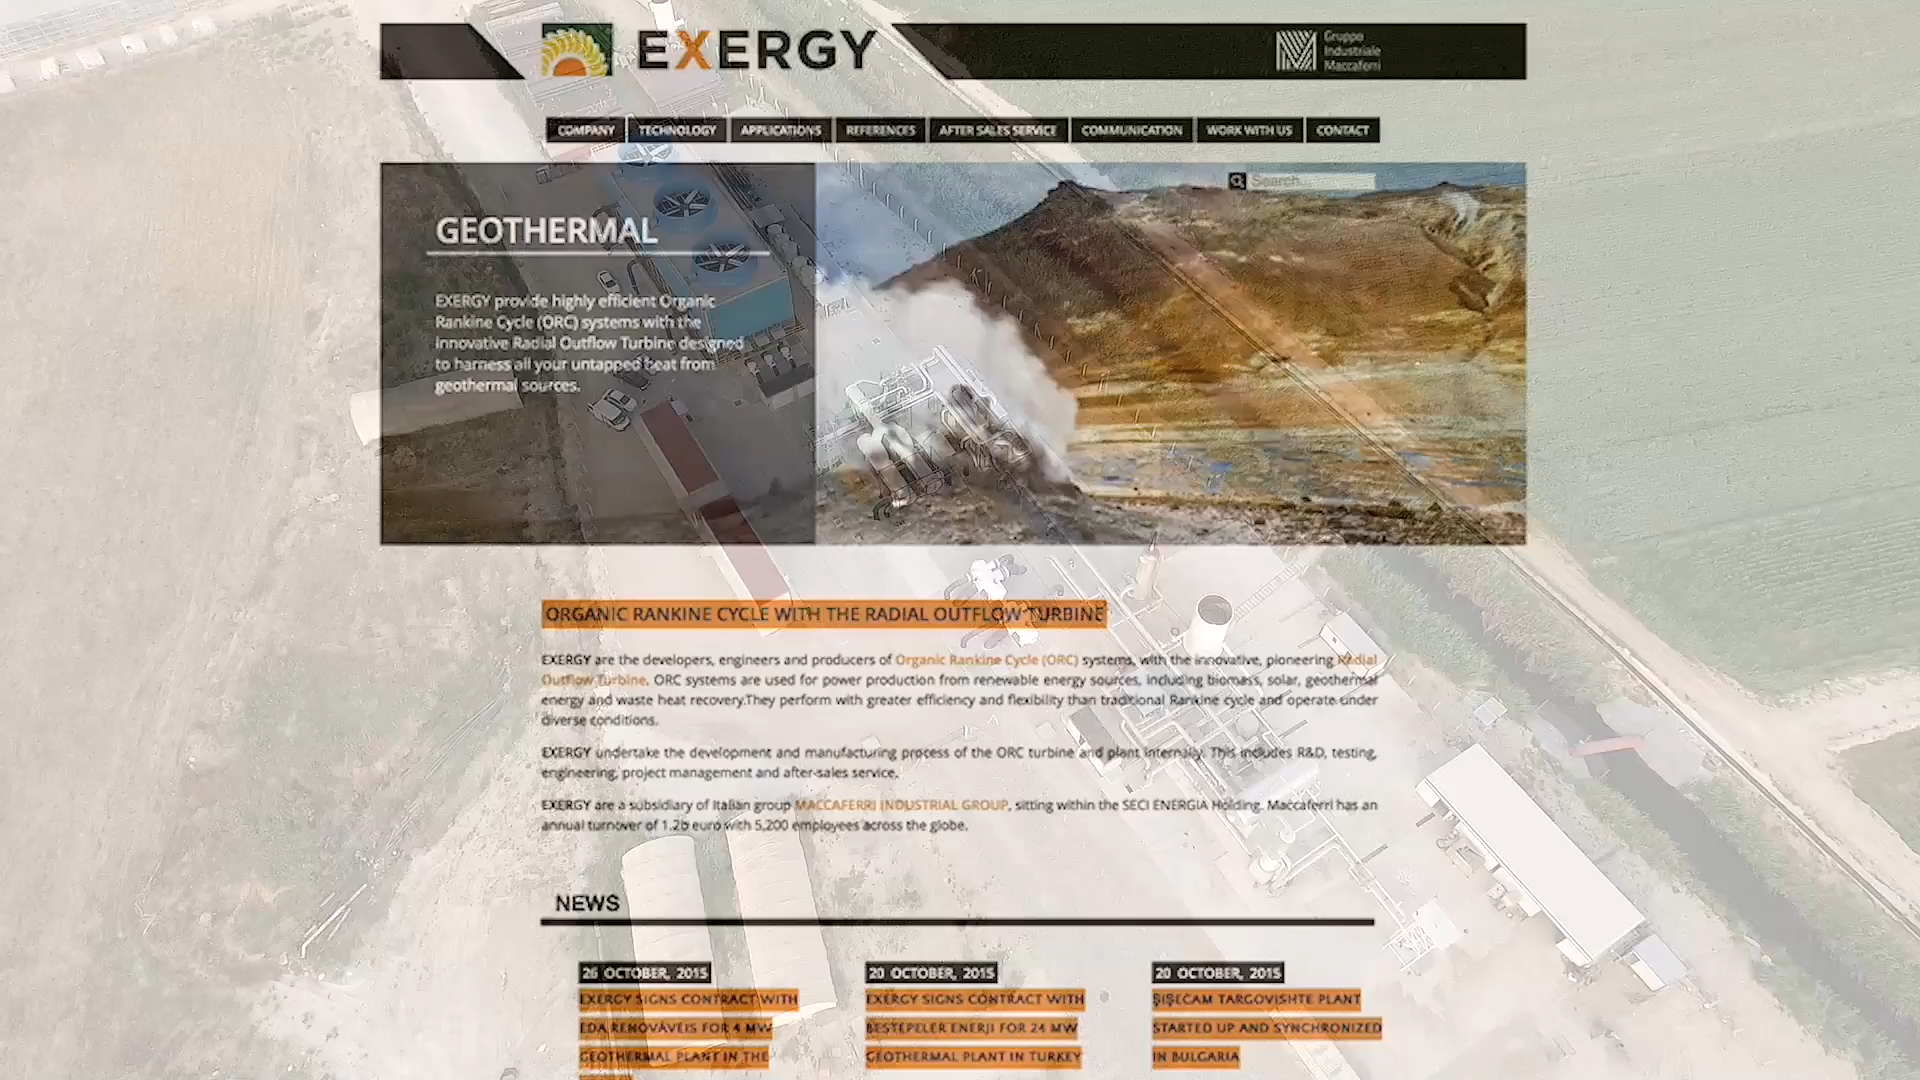 EXERGY
Gruppo
Industriale
Maccaferri
COMPANY TECHNOLOGY APPLICATIONS REFERENCES AFTER SALES SERVICE COMMUNICATION WORK WITH US CONTACT
Search...
GEOTHERMAL
EXERGY provide highly efficient Organic
Rankine Cycle (ORC) systems with the
innovative Radial Outflow Turbine designed
to harness all your untapped heat from
geothermal sources.
ORGANIC RANKINE CYCLE WITH THE RADIAL OUTFLOW TURBINE
EXERGY are the developers, engineers and producers of Organic Rankine Cycle (ORC) systems, with the innovative, pioneering Radial
Outflow Turbine. ORC systems are used for power production from renewable energy sources, including biomass, solar, geothermal
energy and waste heat recovery.They perform with greater efficiency and flexibility than traditional Rankine cycle and operate under
diverse conditions.
EXERGY undertake the development and manufacturing process of the ORC turbine and plant internally. This includes R&D, testing,
engineering, project management and after-sales service.
EXERGY are a subsidiary of Italian group MACCAFERRI INDUSTRIAL GROUP, sitting within the SECI ENERGIA Holding. Maccaferri has an
annual turnover of 1.2b euro with 5,200 employees across the globe.
NEWS
26 OCTOBER, 2015
EXERGY SIGNS CONTRACT WITH
EDA RENOVÁVEIS FOR 4 MW
GEOTHERMAL PLANT IN THE
20 OCTOBER, 2015
EXERGY SIGNS CONTRACT WITH
BESTEPELER ENERJI FOR 24 MW
GEOTHERMAL PLANT IN TURKEY
20 OCTOBER, 2015
ŞIŞECAM TARGOVISHTE PLANT
STARTED UP AND SYNCHRONIZED
IN BULGARIA